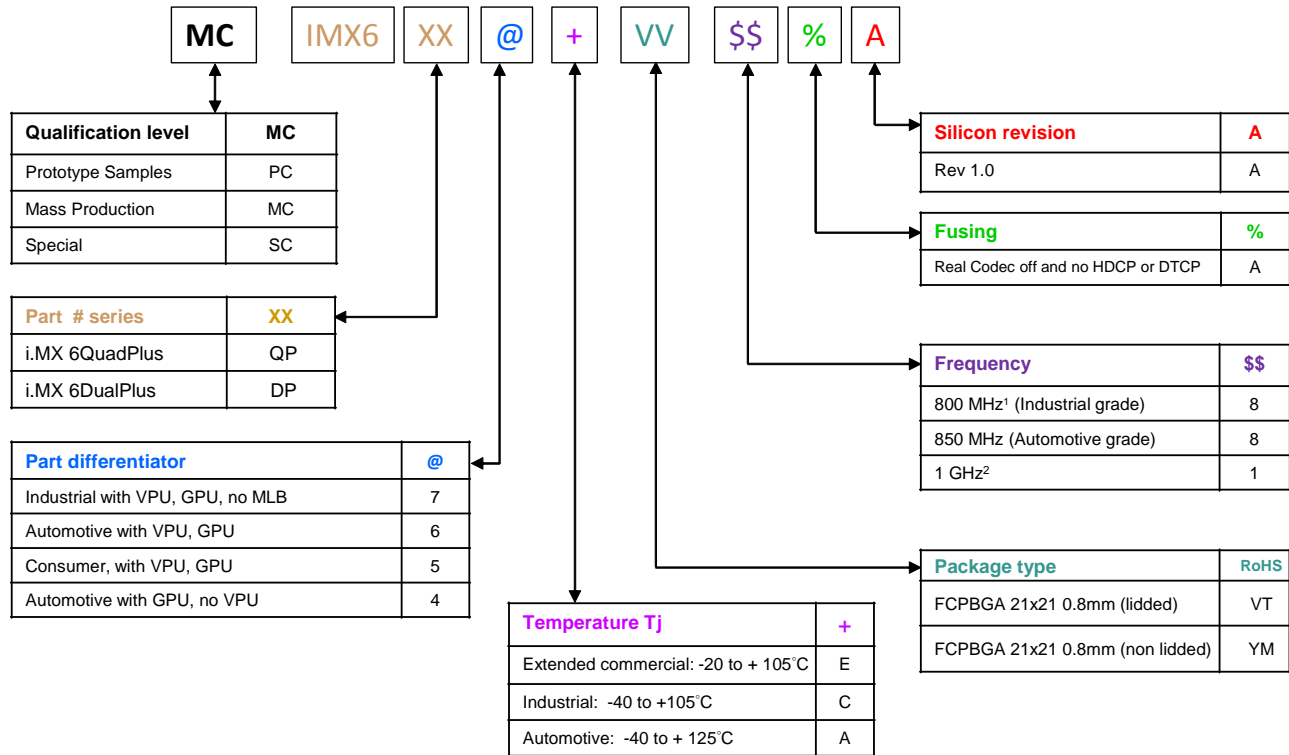 MC IMX6 XX @ + VV $$ % A
Qualification level MC
Prototype Samples PC
Mass Production MC
Special SC
Part # series XX
i.MX 6QuadPlus QP
i.MX 6DualPlus DP
Part differentiator @
Industrial with VPU, GPU, no MLB 7
Automotive with VPU, GPU 6
Consumer, with VPU, GPU 5
Automotive with GPU, no VPU 4
Temperature Tj +
Extended commercial: -20 to + 105°C E
Industrial: -40 to +105°C C
Automotive: -40 to + 125°C A
Silicon revision A
Rev 1.0 A
Fusing %
Real Codec off and no HDCP or DTCP A
Frequency $$
800 MHz¹ (Industrial grade) 8
850 MHz (Automotive grade) 8
1 GHz² 1
Package type RoHS
FCPBGA 21x21 0.8mm (lidded) VT
FCPBGA 21x21 0.8mm (non lidded) YM